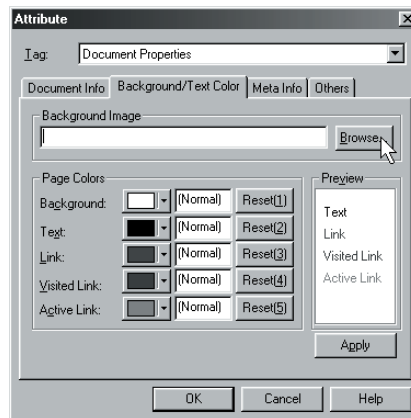 Attribute
Tag: Document Properties
Document Info Background/Text Color Meta Info Others
Background Image
Browse...
Page Colors
Background: (Normal) Reset(1)
Text: (Normal) Reset(2)
Link: (Normal) Reset(3)
Visited Link: (Normal) Reset(4)
Active Link: (Normal) Reset(5)
Preview
Text
Link
Visited Link
Active Link
Apply
OK Cancel Help